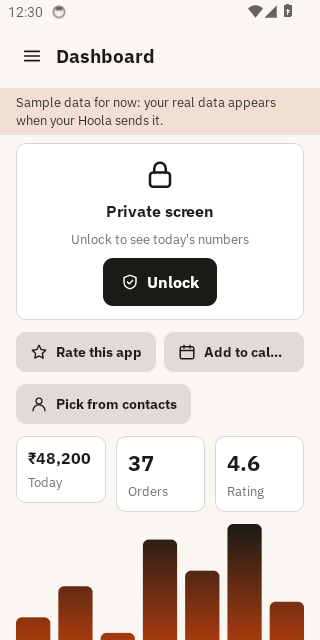 12:30
Dashboard
Sample data for now: your real data appears
when your Hoola sends it.
Private screen
Unlock to see today's numbers
Unlock
Rate this app
Add to cal...
Pick from contacts
₹48,200
Today
37
Orders
4.6
Rating